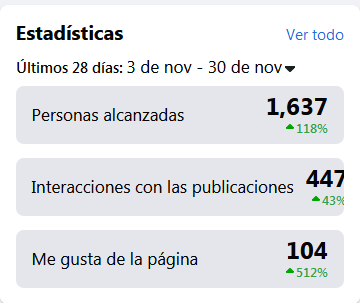 Estadísticas Ver todo
Últimos 28 días: 3 de nov - 30 de nov
1,637
Personas alcanzadas
118%
447
Interacciones con las publicaciones
43%
104
Me gusta de la página
512%